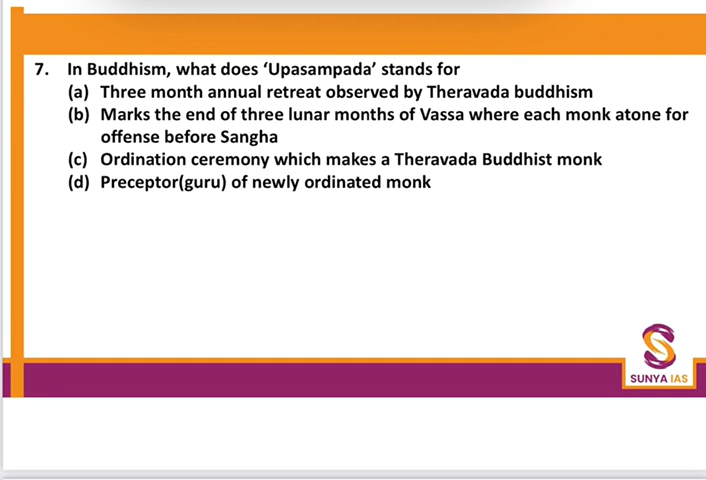 7. In Buddhism, what does ‘Upasampada’ stands for
(a) Three month annual retreat observed by Theravada buddhism
(b) Marks the end of three lunar months of Vassa where each monk atone for
offense before Sangha
(c) Ordination ceremony which makes a Theravada Buddhist monk
(d) Preceptor(guru) of newly ordinated monk
SUNYA IAS